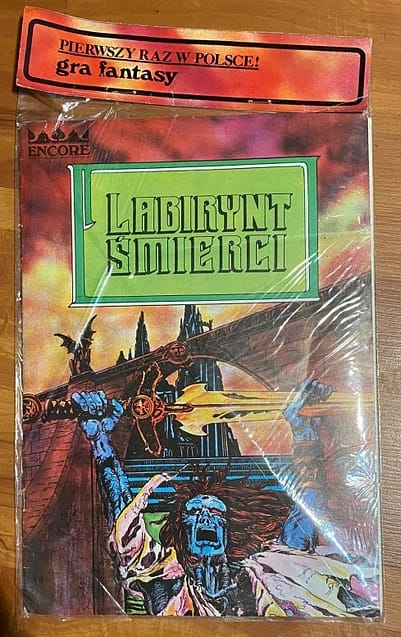 PIERWSZY RAZ W POLSCE!
gra fantasy
ENCORE
LABIRYNT
ŚMIERCI